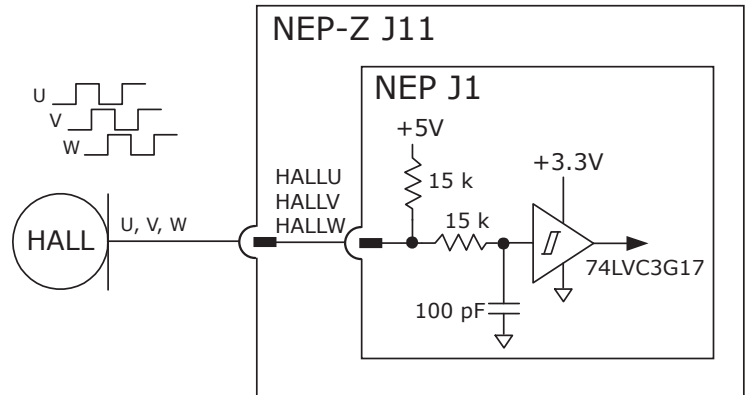 NEP-Z J11
NEP J1
U
V
W
+5V
+3.3V
HALLU
HALLV
HALLW
15 k
15 k
HALL
U, V, W
74LVC3G17
100 pF